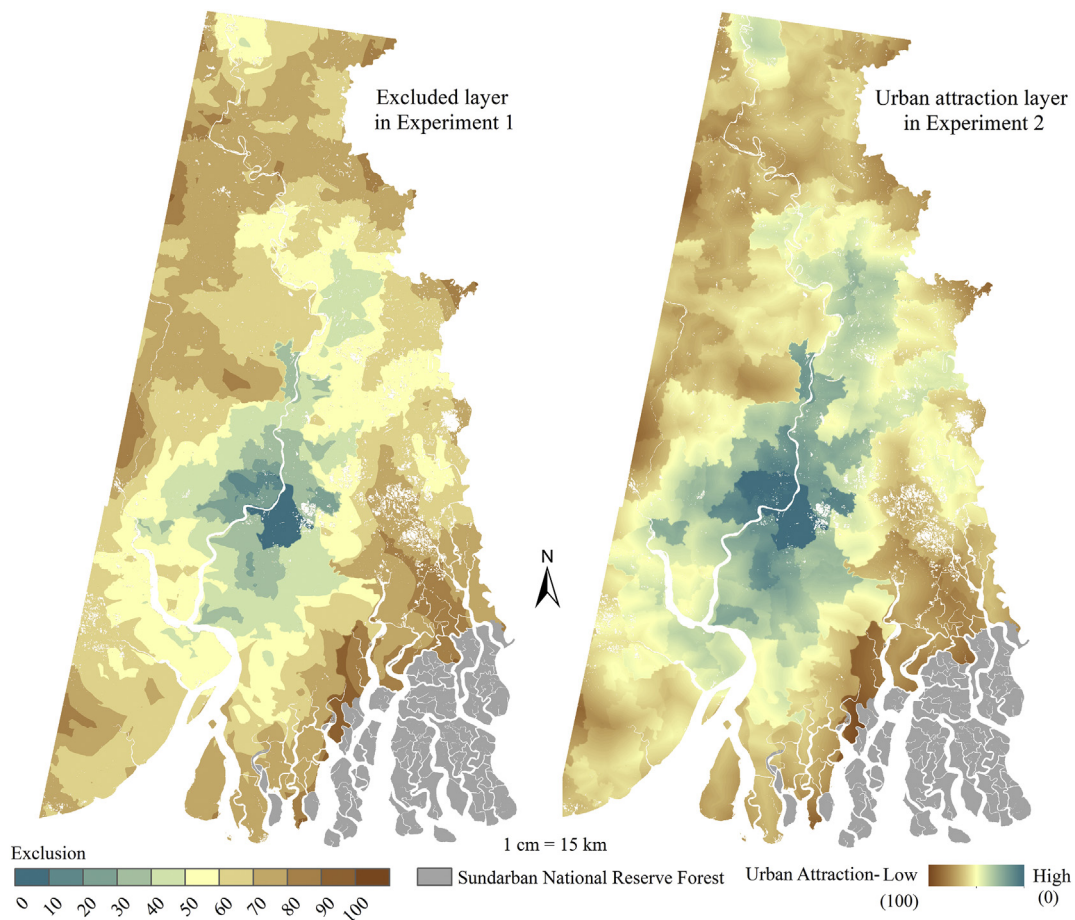 Excluded layer
in Experiment 1
Urban attraction layer
in Experiment 2
N
1 cm = 15 km
Exclusion
0 10 20 30 40 50 60 70 80 90 100
Sundarban National Reserve Forest
Urban Attraction- Low
(100)
High
(0)